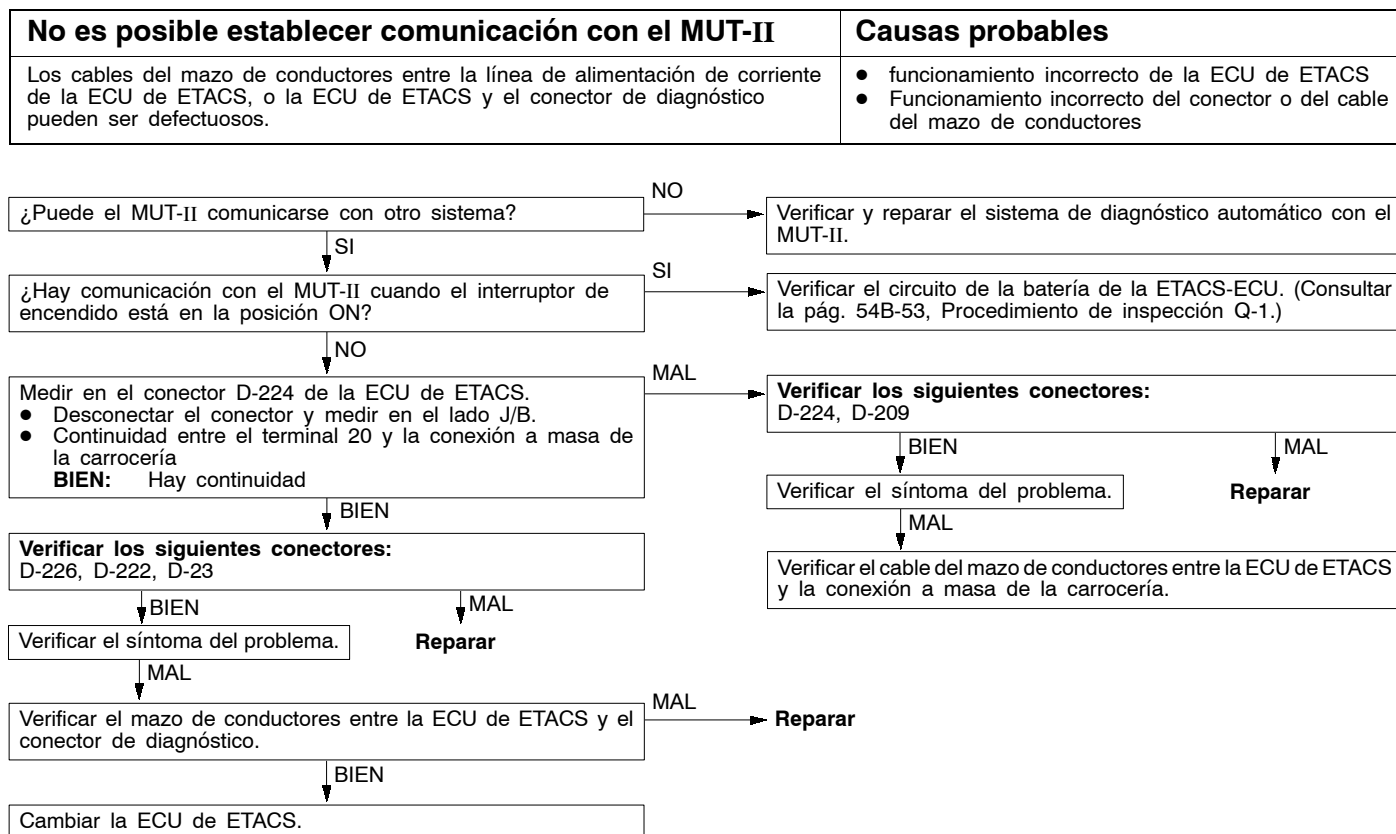 No es posible establecer comunicación con el MUT-II
Causas probables
Los cables del mazo de conductores entre la línea de alimentación de corriente
de la ECU de ETACS, o la ECU de ETACS y el conector de diagnóstico
pueden ser defectuosos.
● funcionamiento incorrecto de la ECU de ETACS
● Funcionamiento incorrecto del conector o del cable
del mazo de conductores
¿Puede el MUT-II comunicarse con otro sistema?
NO
Verificar y reparar el sistema de diagnóstico automático con el
MUT-II.
SI
¿Hay comunicación con el MUT-II cuando el interruptor de
encendido está en la posición ON?
SI
Verificar el circuito de la batería de la ETACS-ECU. (Consultar
la pág. 54B-53, Procedimiento de inspección Q-1.)
NO
Medir en el conector D-224 de la ECU de ETACS.
● Desconectar el conector y medir en el lado J/B.
● Continuidad entre el terminal 20 y la conexión a masa de
la carrocería
BIEN: Hay continuidad
MAL
Verificar los siguientes conectores:
D-224, D-209
BIEN
MAL
Verificar el síntoma del problema.
Reparar
MAL
Verificar el cable del mazo de conductores entre la ECU de ETACS
y la conexión a masa de la carrocería.
BIEN
Verificar los siguientes conectores:
D-226, D-222, D-23
BIEN
MAL
Verificar el síntoma del problema.
Reparar
MAL
Verificar el mazo de conductores entre la ECU de ETACS y el
conector de diagnóstico.
MAL
Reparar
BIEN
Cambiar la ECU de ETACS.